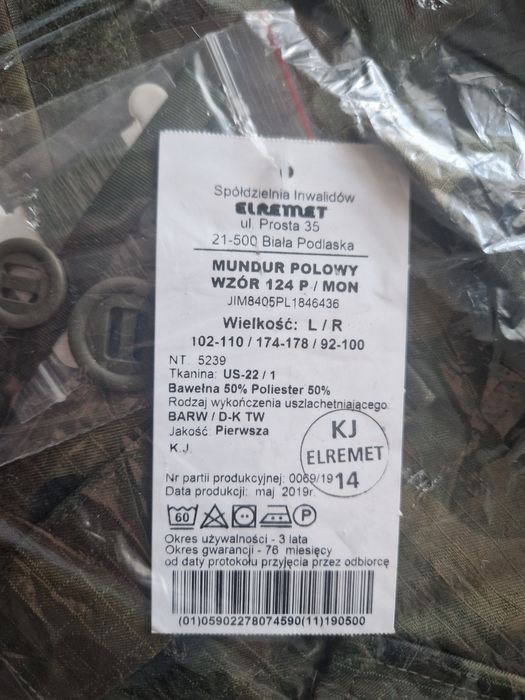 Spółdzielnia Inwalidów
ELREMET
ul. Prosta 35
21-500 Biała Podlaska
MUNDUR POLOWY
WZÓR 124 P / MON
JIM8405PL1846436
Wielkość: L / R
102-110 / 174-178 / 92-100
NT. 5239
Tkanina: US-22 / 1
Bawełna 50% Poliester 50%
Rodzaj wykończenia uszlachetniającego:
BARW / D-K TW
Jakość: Pierwsza
K.J.
KJ
ELREMET
14
Nr partii produkcyjnej: 0069/19
Data produkcji: maj 2019r.
60 P
Okres używalności - 3 lata
Okres gwarancji - 76 miesięcy
od daty protokołu przyjęcia przez odbiorcę
(01)05902278074590(11)190500